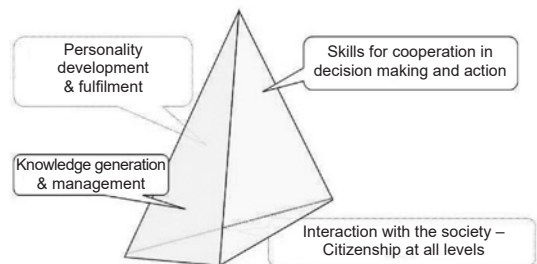 Personality
development
& fulfilment
Skills for cooperation in
decision making and action
Knowledge generation
& management
Interaction with the society –
Citizenship at all levels